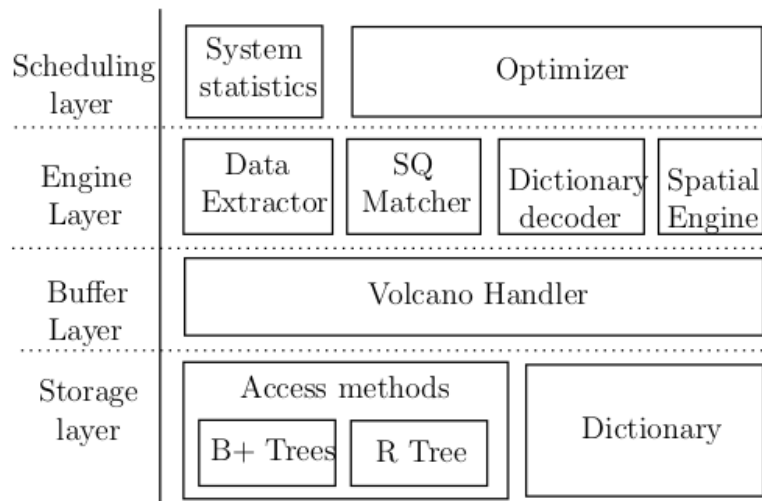 Scheduling
layer
System
statistics
Optimizer
Engine
Layer
Data
Extractor
SQ
Matcher
Dictionary
decoder
Spatial
Engine
Buffer
Layer
Volcano Handler
Storage
layer
Access methods
B+ Trees
R Tree
Dictionary